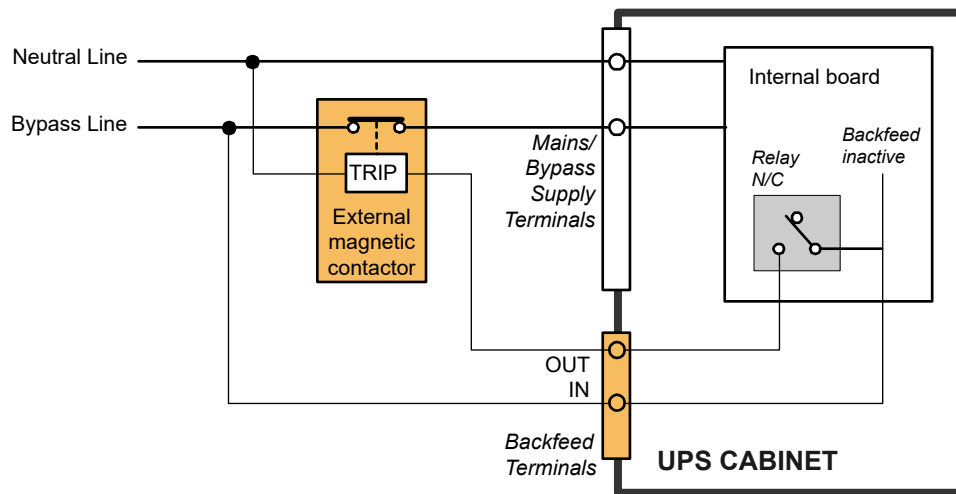 Neutral Line
Bypass Line
TRIP
External
magnetic
contactor
Mains/
Bypass
Supply
Terminals
Internal board
Backfeed
inactive
Relay
N/C
OUT
IN
Backfeed
Terminals
UPS CABINET